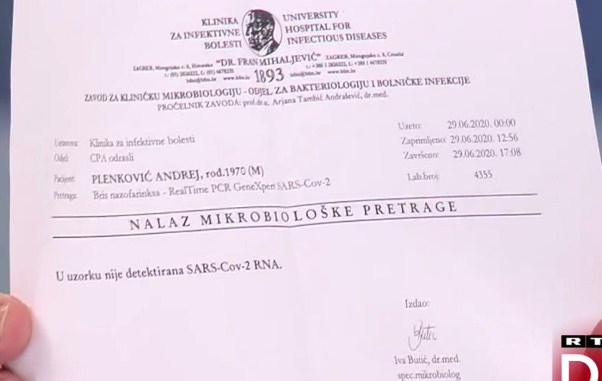 KLINIKA
ZA INFEKTIVNE
BOLESTI
UNIVERSITY
HOSPITAL FOR
INFECTIOUS DISEASES
"DR. FRAN MIHALJEVIĆ"
1893
ZAVOD ZA KLINIČKU MIKROBIOLOGIJU - ODJEL ZA BAKTERIOLOGIJU I BOLNIČKE INFEKCIJE
PROČELNIK ZAVODA: prof.dr.sc. Arjana Tambić Andrašević, dr.med.
Ustanova: Klinika za infektivne bolesti
Odjel: CPA odrasli
Pacijent: PLENKOVIĆ ANDREJ, rod.1970 (M)
Pretraga: Bris nazofarinksa - RealTime PCR GeneXpert SARS-Cov-2
Uzeto: 29.06.2020. 00:00
Zaprimljeno: 29.06.2020. 12:56
Završeno: 29.06.2020. 17:08
Lab.broj: 4355
NALAZ MIKROBIOLOŠKE PRETRAGE
U uzorku nije detektirana SARS-Cov-2 RNA.
Izdao:
Iva Butić, dr.med.
spec.mikrobiolog
RT
D